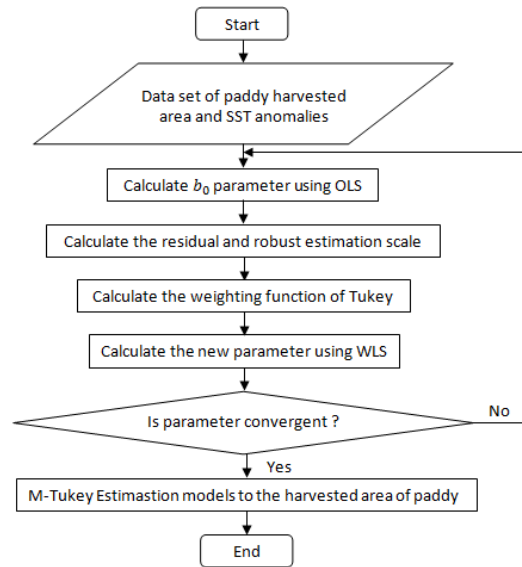 Start
Data set of paddy harvested
area and SST anomalies
Calculate b₀ parameter using OLS
Calculate the residual and robust estimation scale
Calculate the weighting function of Tukey
Calculate the new parameter using WLS
Is parameter convergent ?
No
Yes
M-Tukey Estimastion models to the harvested area of paddy
End